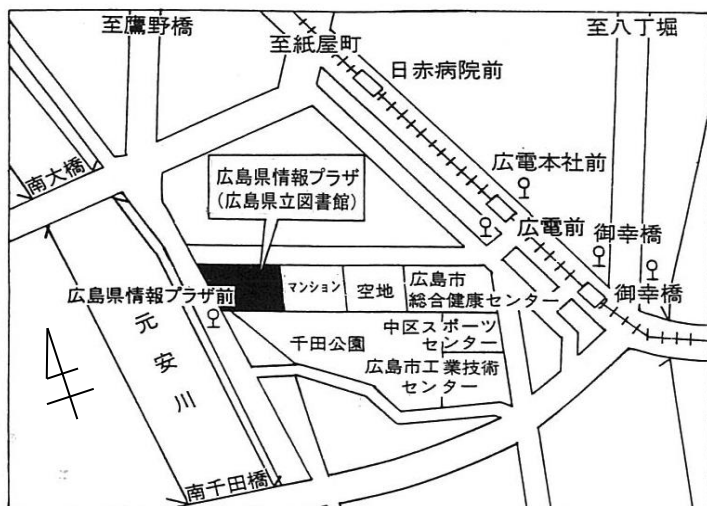 至鷹野橋
至紙屋町
至八丁堀
日赤病院前
南大橋
広島県情報プラザ
(広島県立図書館)
広電本社前
広電前
御幸橋
御幸橋
広島県情報プラザ前
マンション
空地
広島市
総合健康センター
千田公園
中区スポーツ
センター
広島市工業技術
センター
元安川
南千田橋